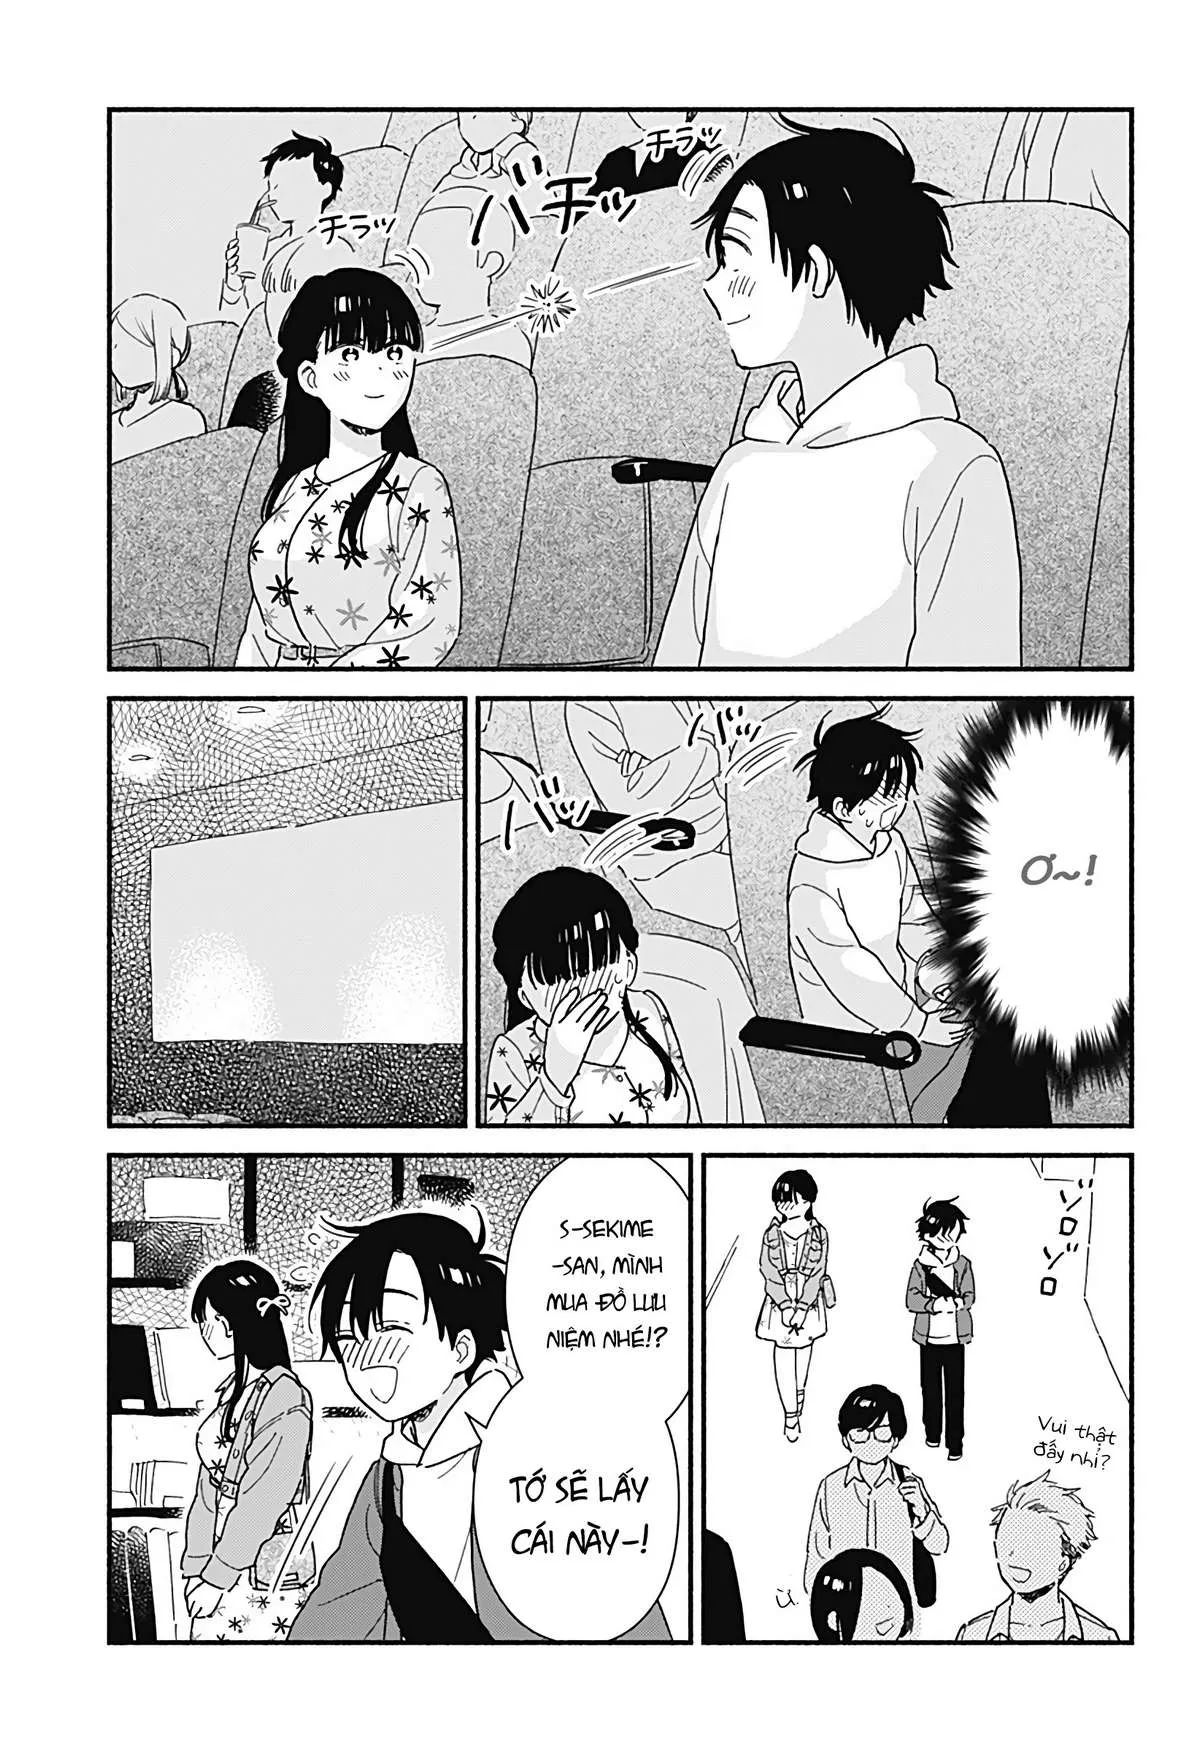 チラッ
バチッ
チラッ
Ơ~!
バッ
バッ
Vui thật
đấy nhỉ?
Ừ.
ゾロゾロ
S-SEKIME
-SAN, MÌNH
MUA ĐỒ LƯU
NIỆM NHÉ!?
TỚ SẼ LẤY
CÁI NÀY-!